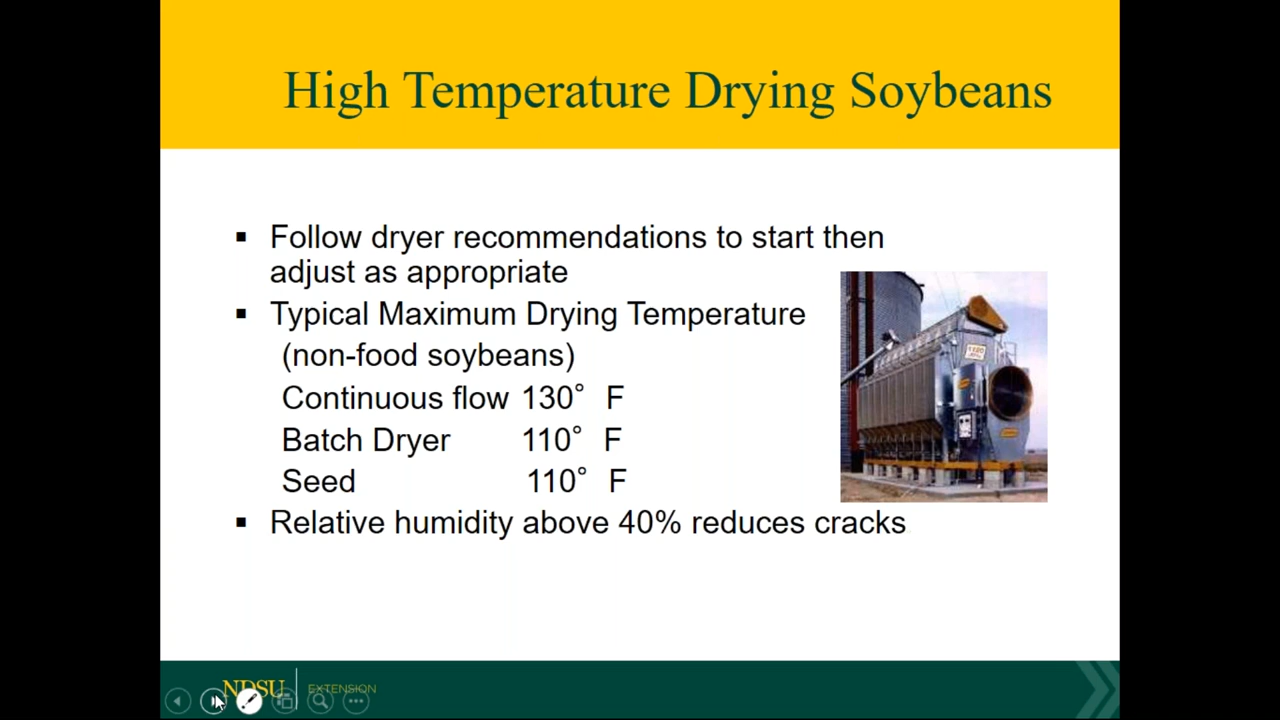 High Temperature Drying Soybeans
▪ Follow dryer recommendations to start then
adjust as appropriate
▪ Typical Maximum Drying Temperature
(non-food soybeans)
Continuous flow 130° F
Batch Dryer 110° F
Seed 110° F
▪ Relative humidity above 40% reduces cracks
NDSU EXTENSION